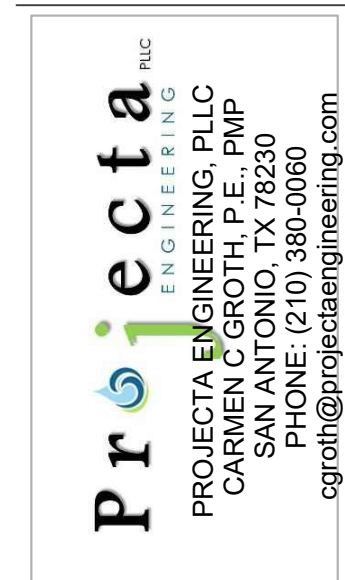 Projecta PLLC
ENGINEERING
PROJECTA ENGINEERING, PLLC
CARMEN C GROTH, P.E., PMP
SAN ANTONIO, TX 78230
PHONE: (210) 380-0060
cgroth@projectaengineering.com